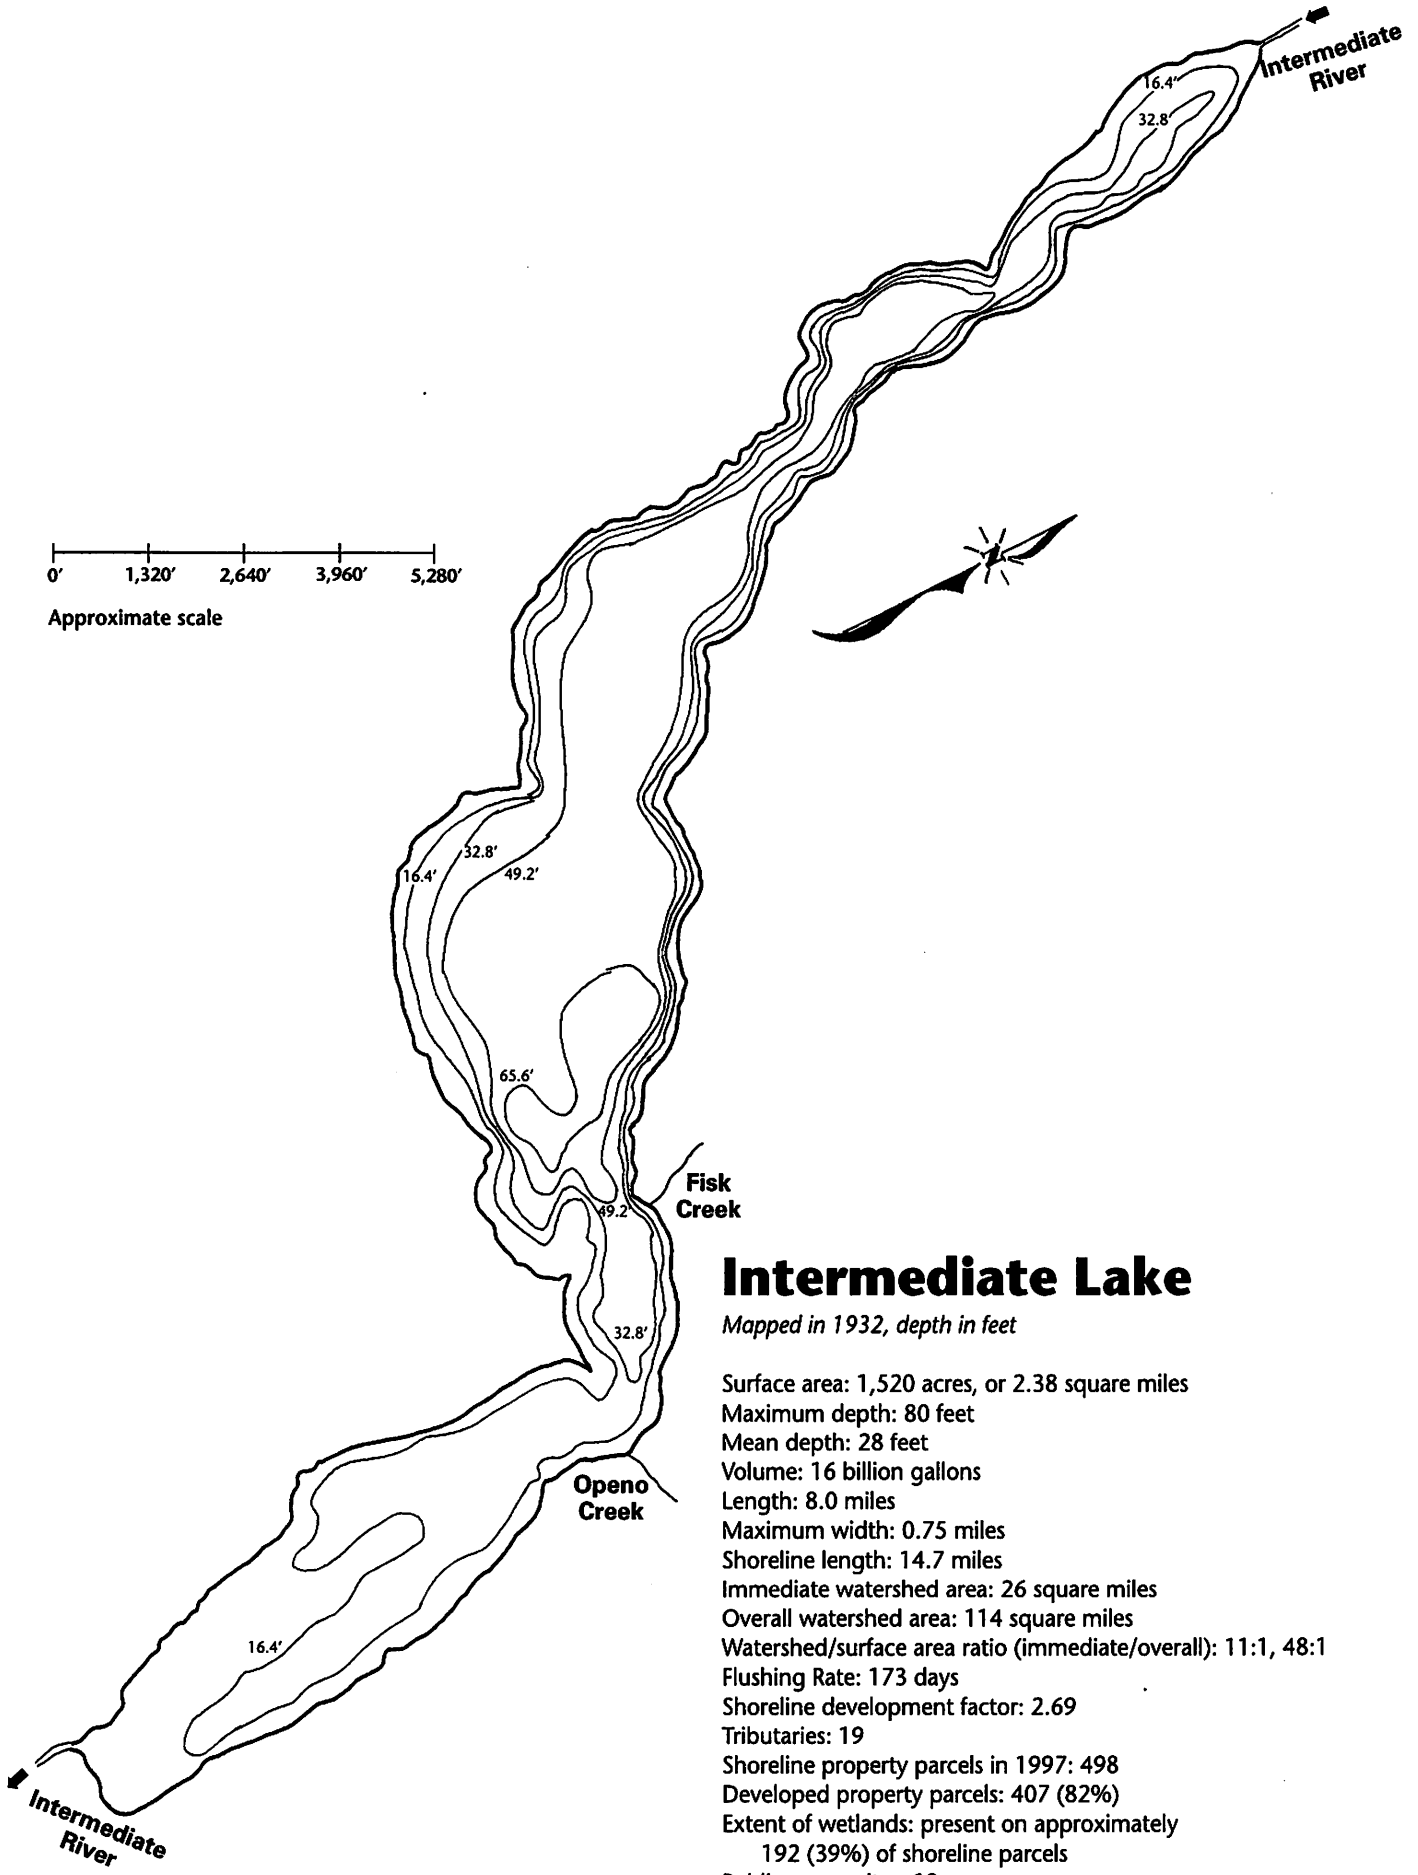 Intermediate
River
16.4'
32.8'
0' 1,320' 2,640' 3,960' 5,280'
Approximate scale
32.8'
16.4'
49.2'
65.6'
Fisk
Creek
49.2'
Intermediate Lake
Mapped in 1932, depth in feet
32.8'
Surface area: 1,520 acres, or 2.38 square miles
Maximum depth: 80 feet
Mean depth: 28 feet
Volume: 16 billion gallons
Length: 8.0 miles
Maximum width: 0.75 miles
Shoreline length: 14.7 miles
Immediate watershed area: 26 square miles
Overall watershed area: 114 square miles
Watershed/surface area ratio (immediate/overall): 11:1, 48:1
Flushing Rate: 173 days
Shoreline development factor: 2.69
Tributaries: 19
Shoreline property parcels in 1997: 498
Developed property parcels: 407 (82%)
Extent of wetlands: present on approximately
192 (39%) of shoreline parcels
Openo
Creek
16.4'
Intermediate
River